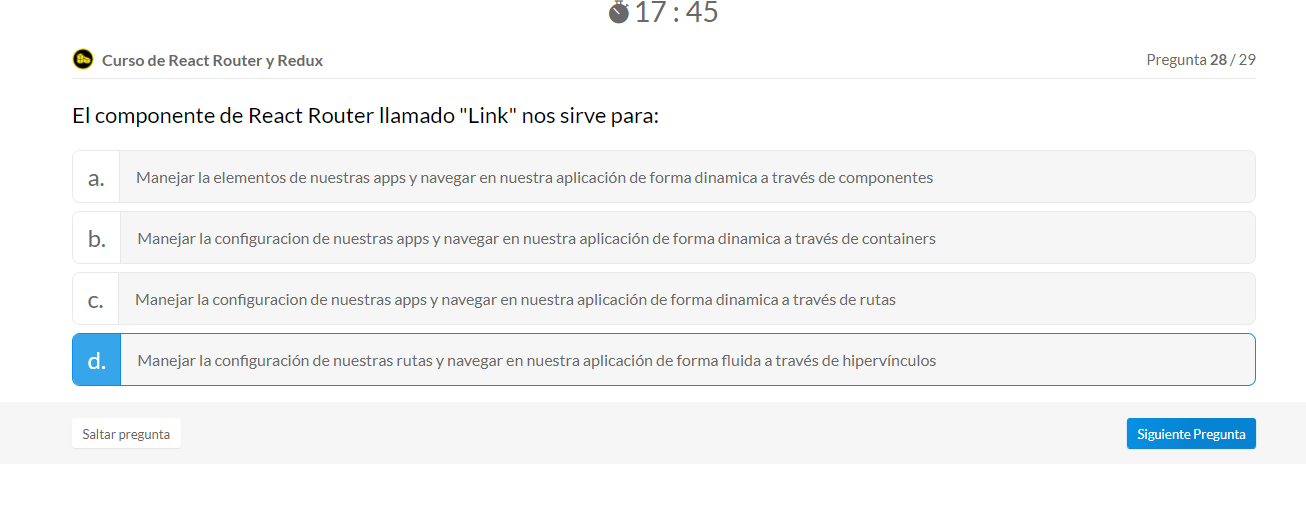 17 : 45
Curso de React Router y Redux
Pregunta 28 / 29
El componente de React Router llamado "Link" nos sirve para:
a. Manejar la elementos de nuestras apps y navegar en nuestra aplicación de forma dinamica a través de componentes
b. Manejar la configuracion de nuestras apps y navegar en nuestra aplicación de forma dinamica a través de containers
c. Manejar la configuracion de nuestras apps y navegar en nuestra aplicación de forma dinamica a través de rutas
d. Manejar la configuración de nuestras rutas y navegar en nuestra aplicación de forma fluida a través de hipervínculos
Saltar pregunta
Siguiente Pregunta